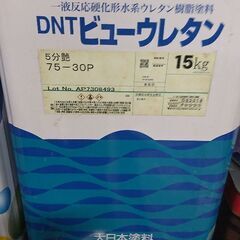 一液反応硬化形水系ウレタン樹脂塗料
DNTビューウレタン
5分艶
75-30P
15kg
Lot No. AP7308493
大日本塗料